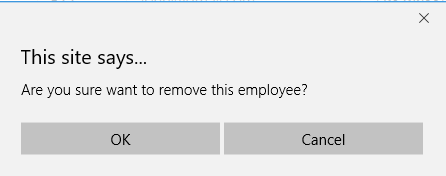 This site says...
Are you sure want to remove this employee?
OK Cancel